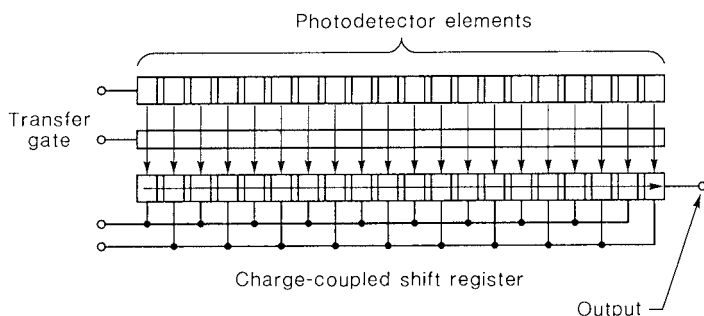 Photodetector elements
Transfer
gate
Charge-coupled shift register
Output